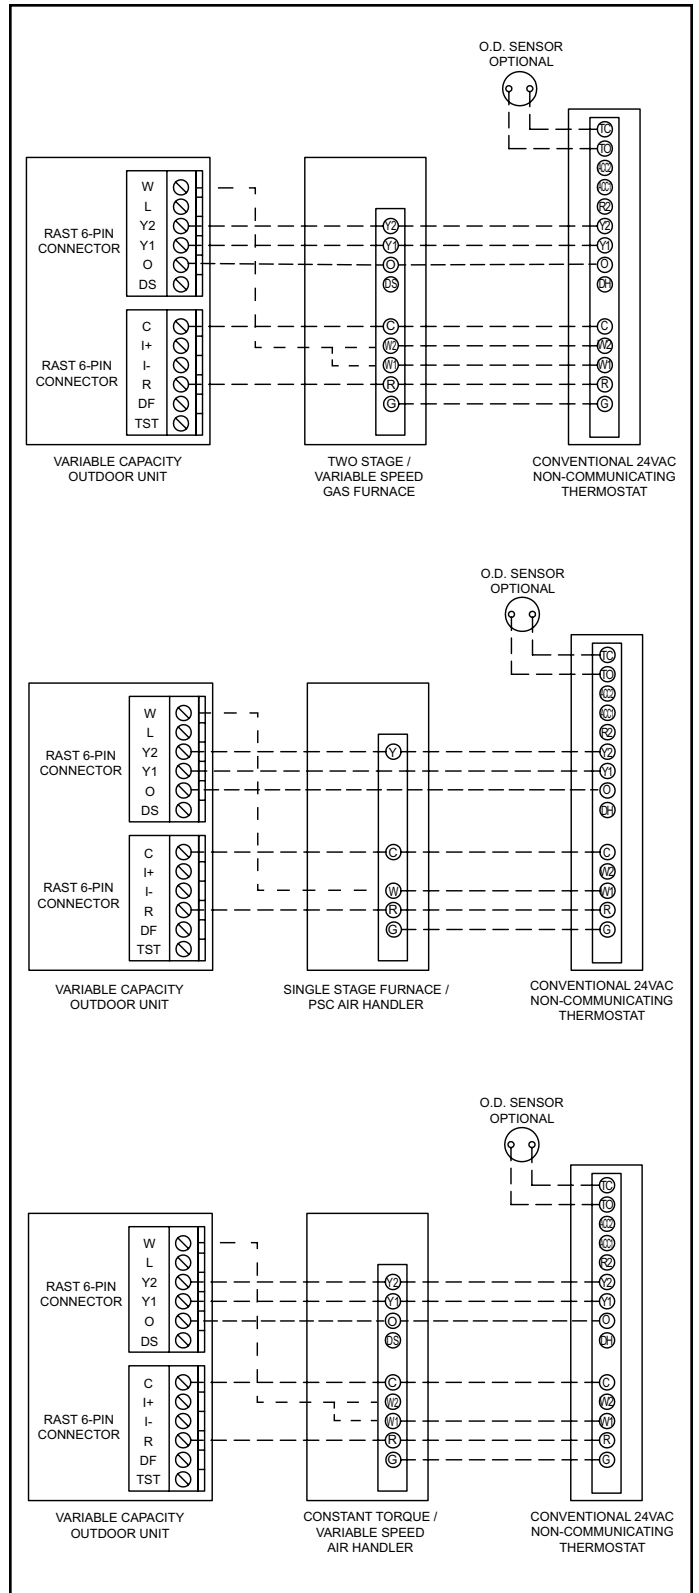 O.D. SENSOR
OPTIONAL
TC
TO
ACC2
ACC1
R2
Y2
Y1
O
DH
C
W2
W1
R
G
RAST 6-PIN
CONNECTOR
W
L
Y2
Y1
O
DS
RAST 6-PIN
CONNECTOR
C
I+
I-
R
DF
TST
Y2
Y1
O
DS
C
W2
W1
R
G
VARIABLE CAPACITY
OUTDOOR UNIT
TWO STAGE /
VARIABLE SPEED
GAS FURNACE
CONVENTIONAL 24VAC
NON-COMMUNICATING
THERMOSTAT
O.D. SENSOR
OPTIONAL
TC
TO
ACC2
ACC1
R2
Y2
Y1
O
DH
C
W2
W1
R
G
RAST 6-PIN
CONNECTOR
W
L
Y2
Y1
O
DS
RAST 6-PIN
CONNECTOR
C
I+
I-
R
DF
TST
Y
C
W
R
G
VARIABLE CAPACITY
OUTDOOR UNIT
SINGLE STAGE FURNACE /
PSC AIR HANDLER
CONVENTIONAL 24VAC
NON-COMMUNICATING
THERMOSTAT
O.D. SENSOR
OPTIONAL
TC
TO
ACC2
ACC1
R2
Y2
Y1
O
DH
C
W2
W1
R
G
RAST 6-PIN
CONNECTOR
W
L
Y2
Y1
O
DS
RAST 6-PIN
CONNECTOR
C
I+
I-
R
DF
TST
Y2
Y1
O
DS
C
W2
W1
R
G
VARIABLE CAPACITY
OUTDOOR UNIT
CONSTANT TORQUE /
VARIABLE SPEED
AIR HANDLER
CONVENTIONAL 24VAC
NON-COMMUNICATING
THERMOSTAT